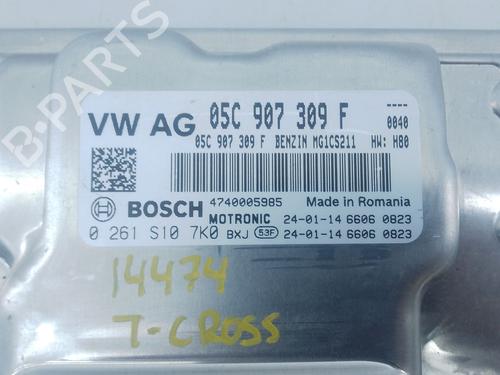 VW AG 05C 907 309 F ----
0040
05C 907 309 F BENZIN MG1CS211 HW: H80
4740005985 Made in Romania
BOSCH MOTRONIC 24-01-14 6606 0823
0 261 S10 7K0 BXJ 53F 24-01-14 6606 0823
14474
T-CROSS
B-PARTS